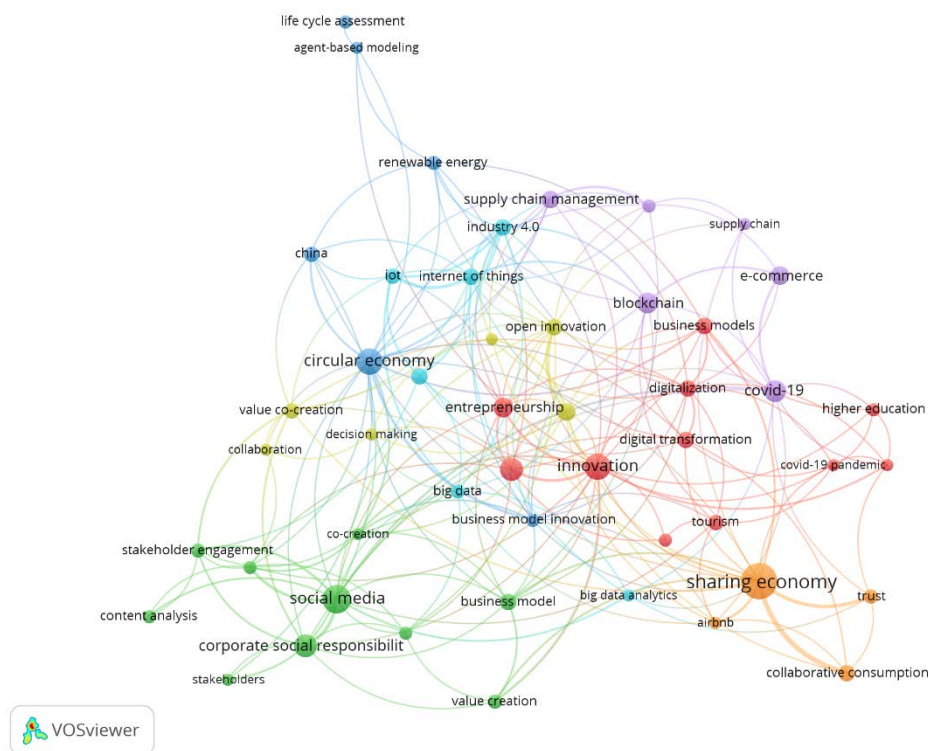 life cycle assessment
agent-based modeling
renewable energy
supply chain management
supply chain
industry 4.0
china
iot
internet of things
e-commerce
blockchain
open innovation
business models
circular economy
digitalization
covid-19
value co-creation
entrepreneurship
higher education
decision making
digital transformation
collaboration
innovation
covid-19 pandemic
big data
business model innovation
tourism
co-creation
stakeholder engagement
sharing economy
social media
business model
big data analytics
trust
content analysis
airbnb
corporate social responsibilit
collaborative consumption
stakeholders
value creation
VOSviewer